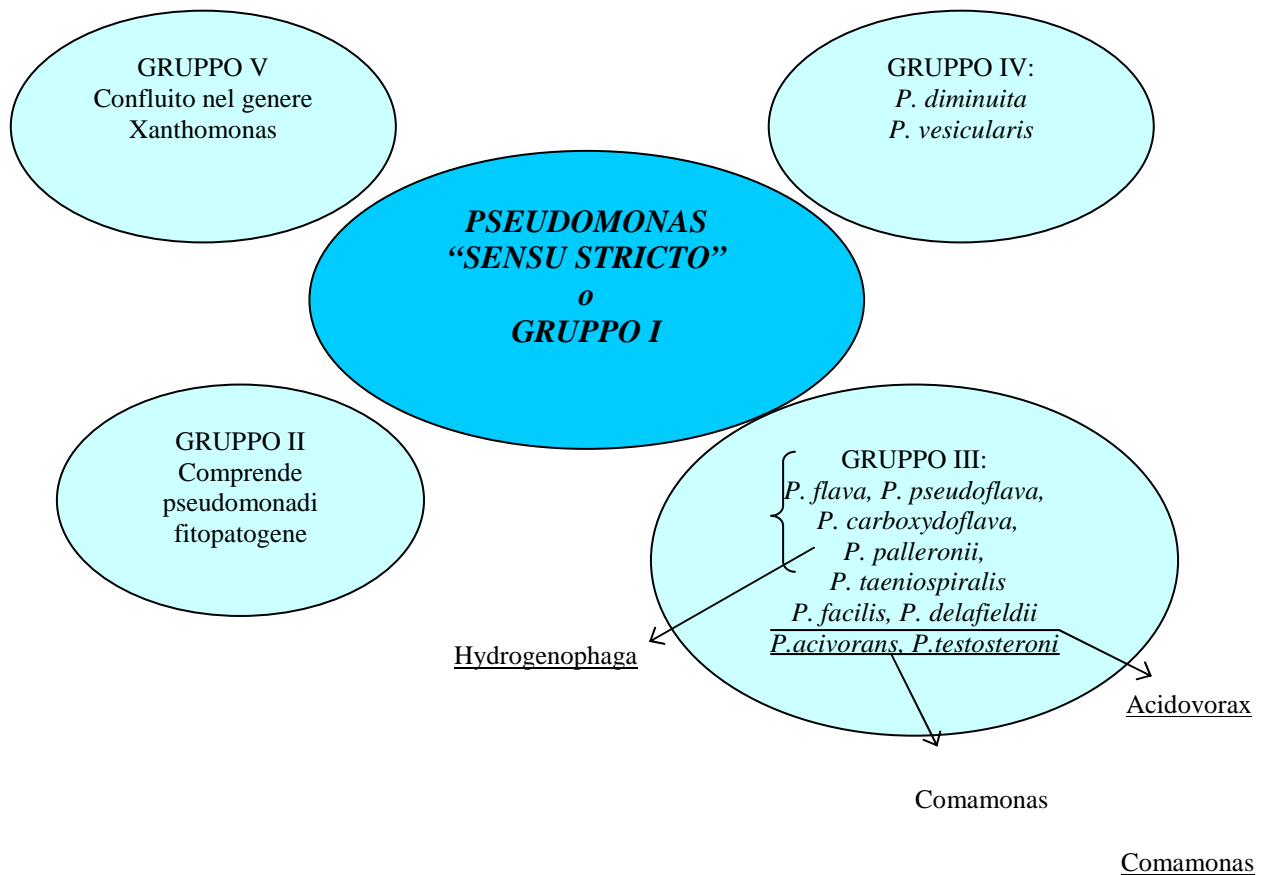 GRUPPO V
Confluito nel genere
Xanthomonas
GRUPPO IV:
P. diminuita
P. vesicularis
PSEUDOMONAS
“SENSU STRICTO”
o
GRUPPO I
GRUPPO II
Comprende
pseudomonadi
fitopatogene
GRUPPO III:
P. flava, P. pseudoflava,
P. carboxydoflava,
P. palleronii,
P. taeniospiralis
P. facilis, P. delafieldii
P.acivorans, P.testosteroni
Hydrogenophaga
Acidovorax
Comamonas
Comamonas